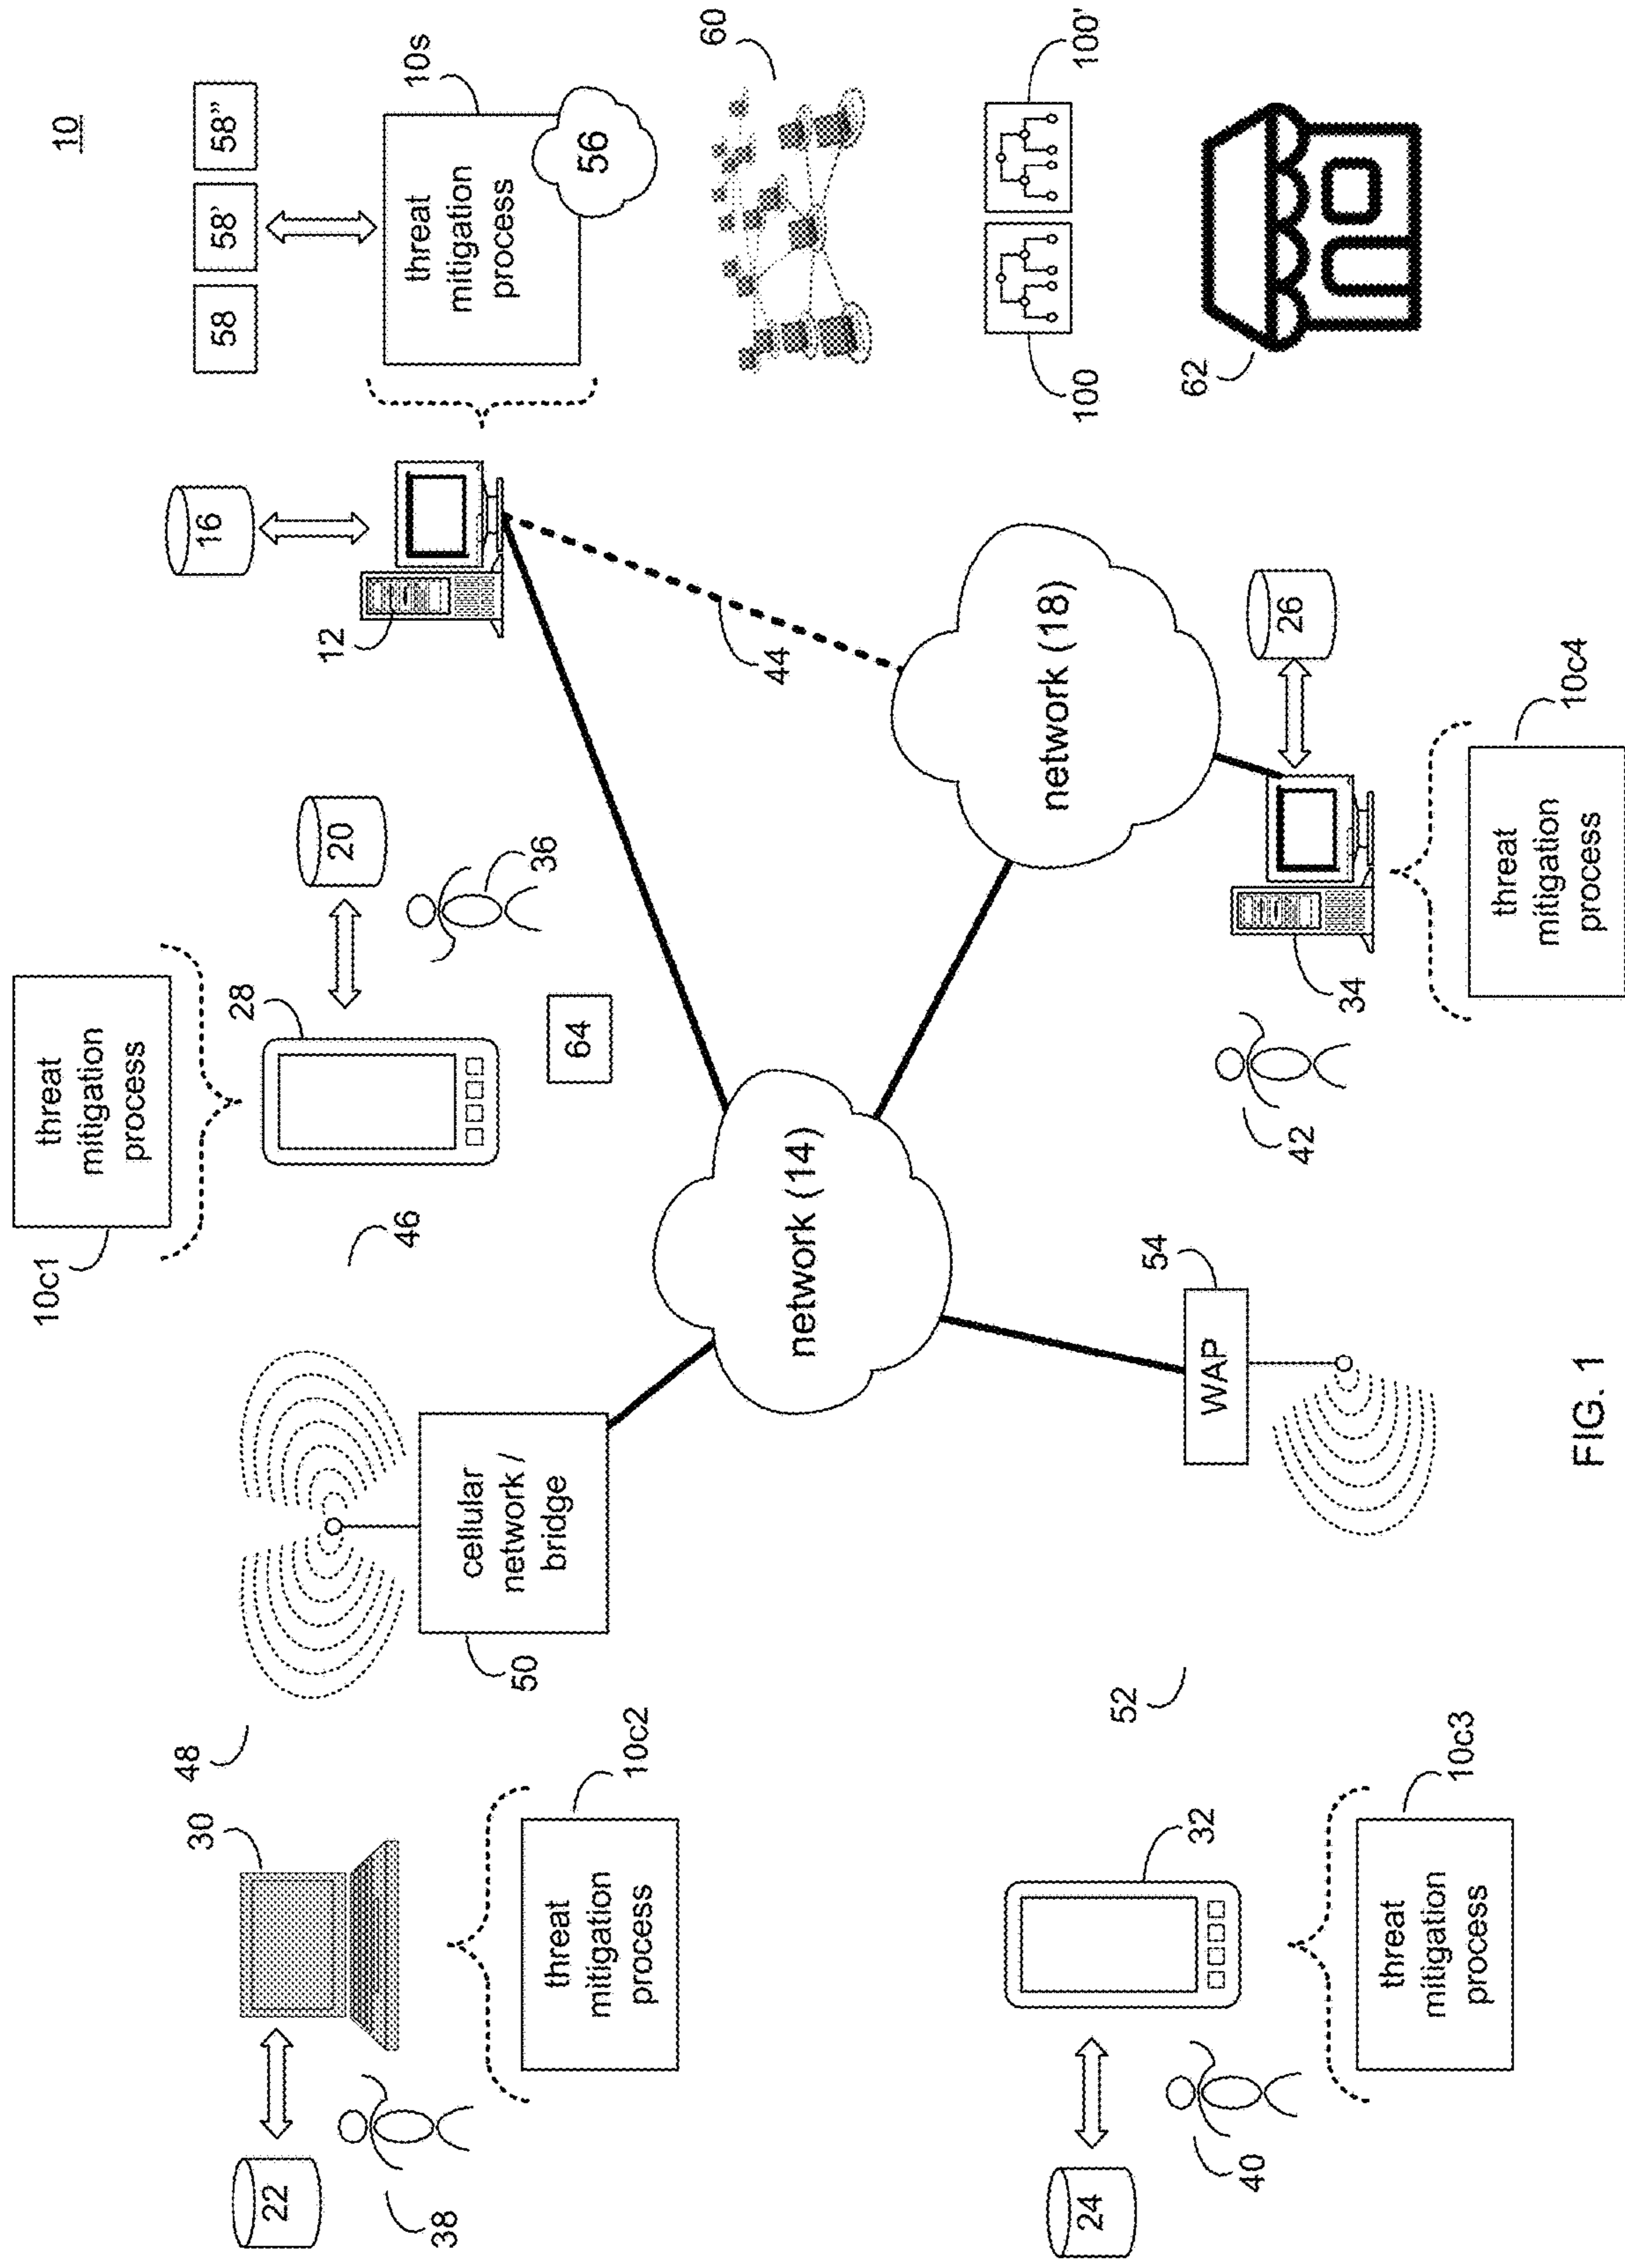 10
58 58' 58"
10s
threat
mitigation
process
56
16
12
60
100 100'
62
44
10c1
threat
mitigation
process
28
20
36
64
46
48
30
22
38
10c2
threat
mitigation
process
50
cellular
network /
bridge
network (14)
network (18)
26
34
42
10c4
threat
mitigation
process
54
WAP
52
32
24
40
10c3
threat
mitigation
process
FIG. 1